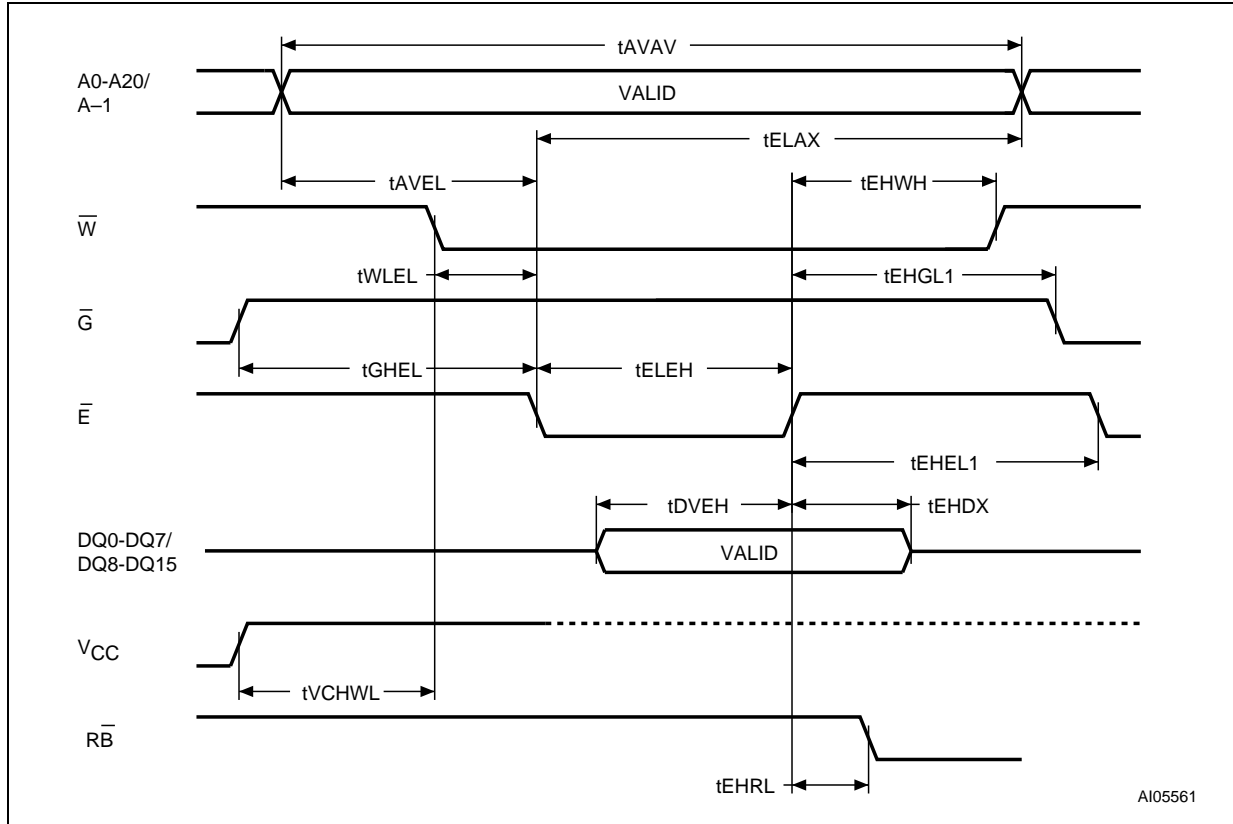 tAVAV
A0-A20/
A–1
VALID
tELAX
tAVEL
tEHWH
W̅
tWLEL
tEHGL1
G̅
tGHEL
tELEH
E̅
tEHEL1
tDVEH
tEHDX
DQ0-DQ7/
DQ8-DQ15
VALID
VCC
tVCHWL
RB̅
tEHRL
AI05561